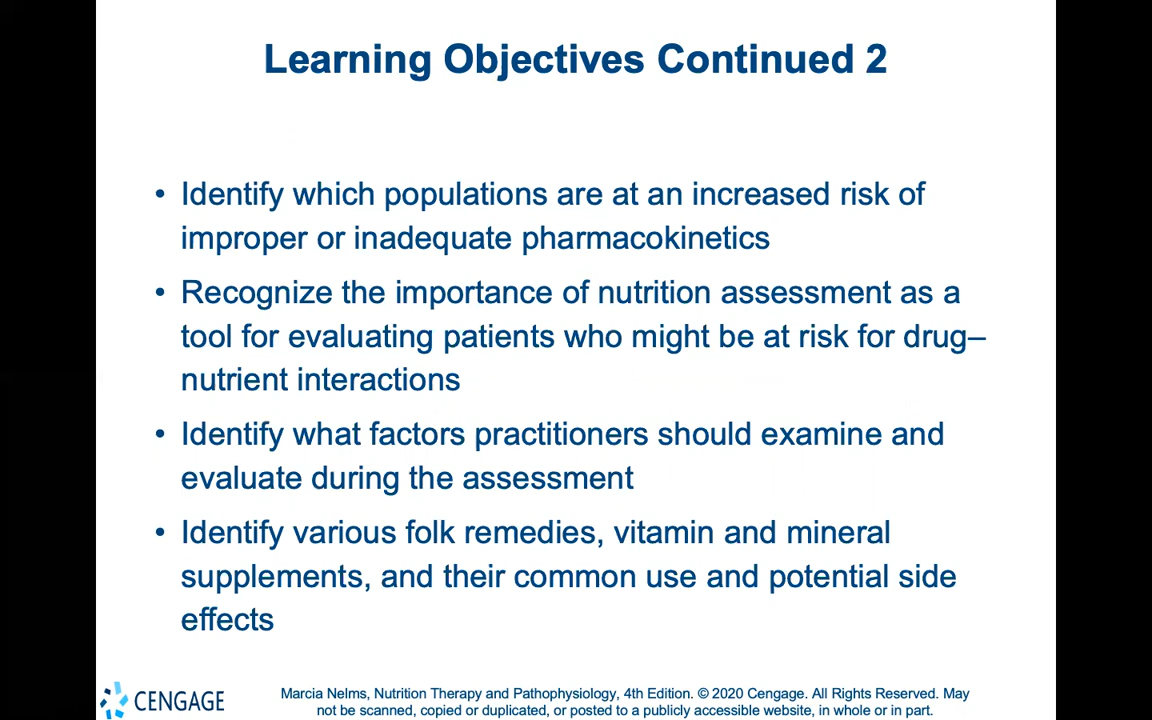 Learning Objectives Continued 2
• Identify which populations are at an increased risk of
improper or inadequate pharmacokinetics
• Recognize the importance of nutrition assessment as a
tool for evaluating patients who might be at risk for drug–
nutrient interactions
• Identify what factors practitioners should examine and
evaluate during the assessment
• Identify various folk remedies, vitamin and mineral
supplements, and their common use and potential side
effects
CENGAGE
Marcia Nelms, Nutrition Therapy and Pathophysiology, 4th Edition. © 2020 Cengage. All Rights Reserved. May
not be scanned, copied or duplicated, or posted to a publicly accessible website, in whole or in part.